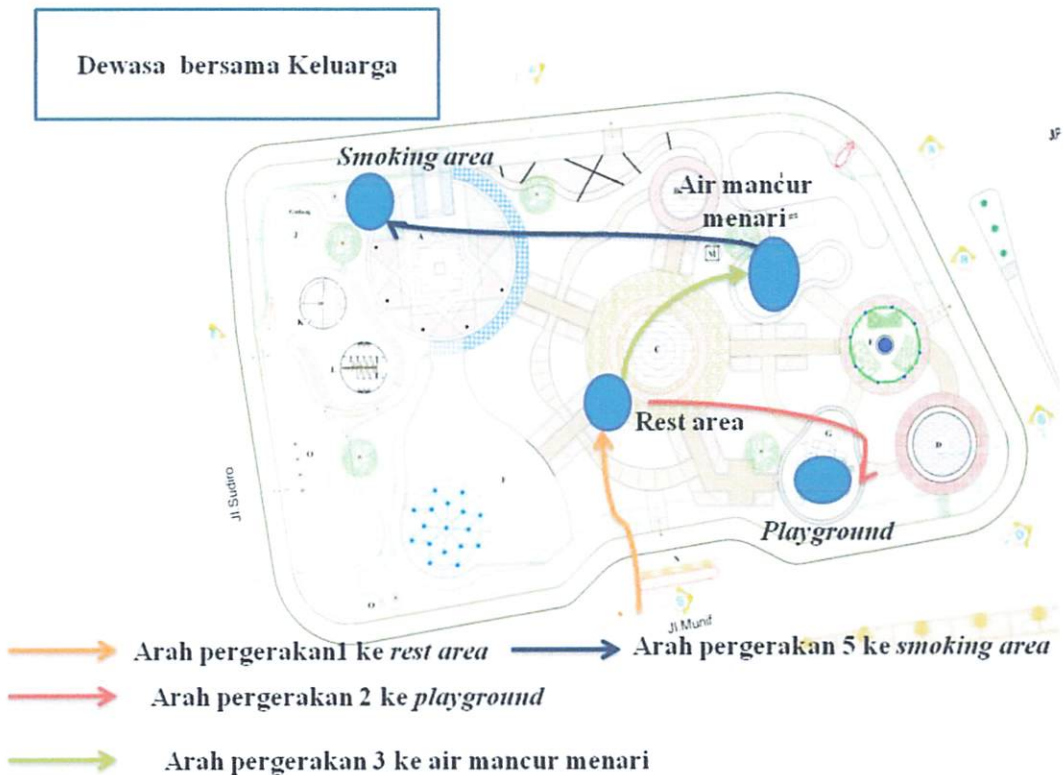 Dewasa bersama Keluarga
Smoking area
Air mancur
menari
M
J
A
K
L
C
G
D
O
Rest area
Playground
O
Jl Sudiro
Jl Munif
Arah pergerakan1 ke rest area
Arah pergerakan 5 ke smoking area
Arah pergerakan 2 ke playground
Arah pergerakan 3 ke air mancur menari